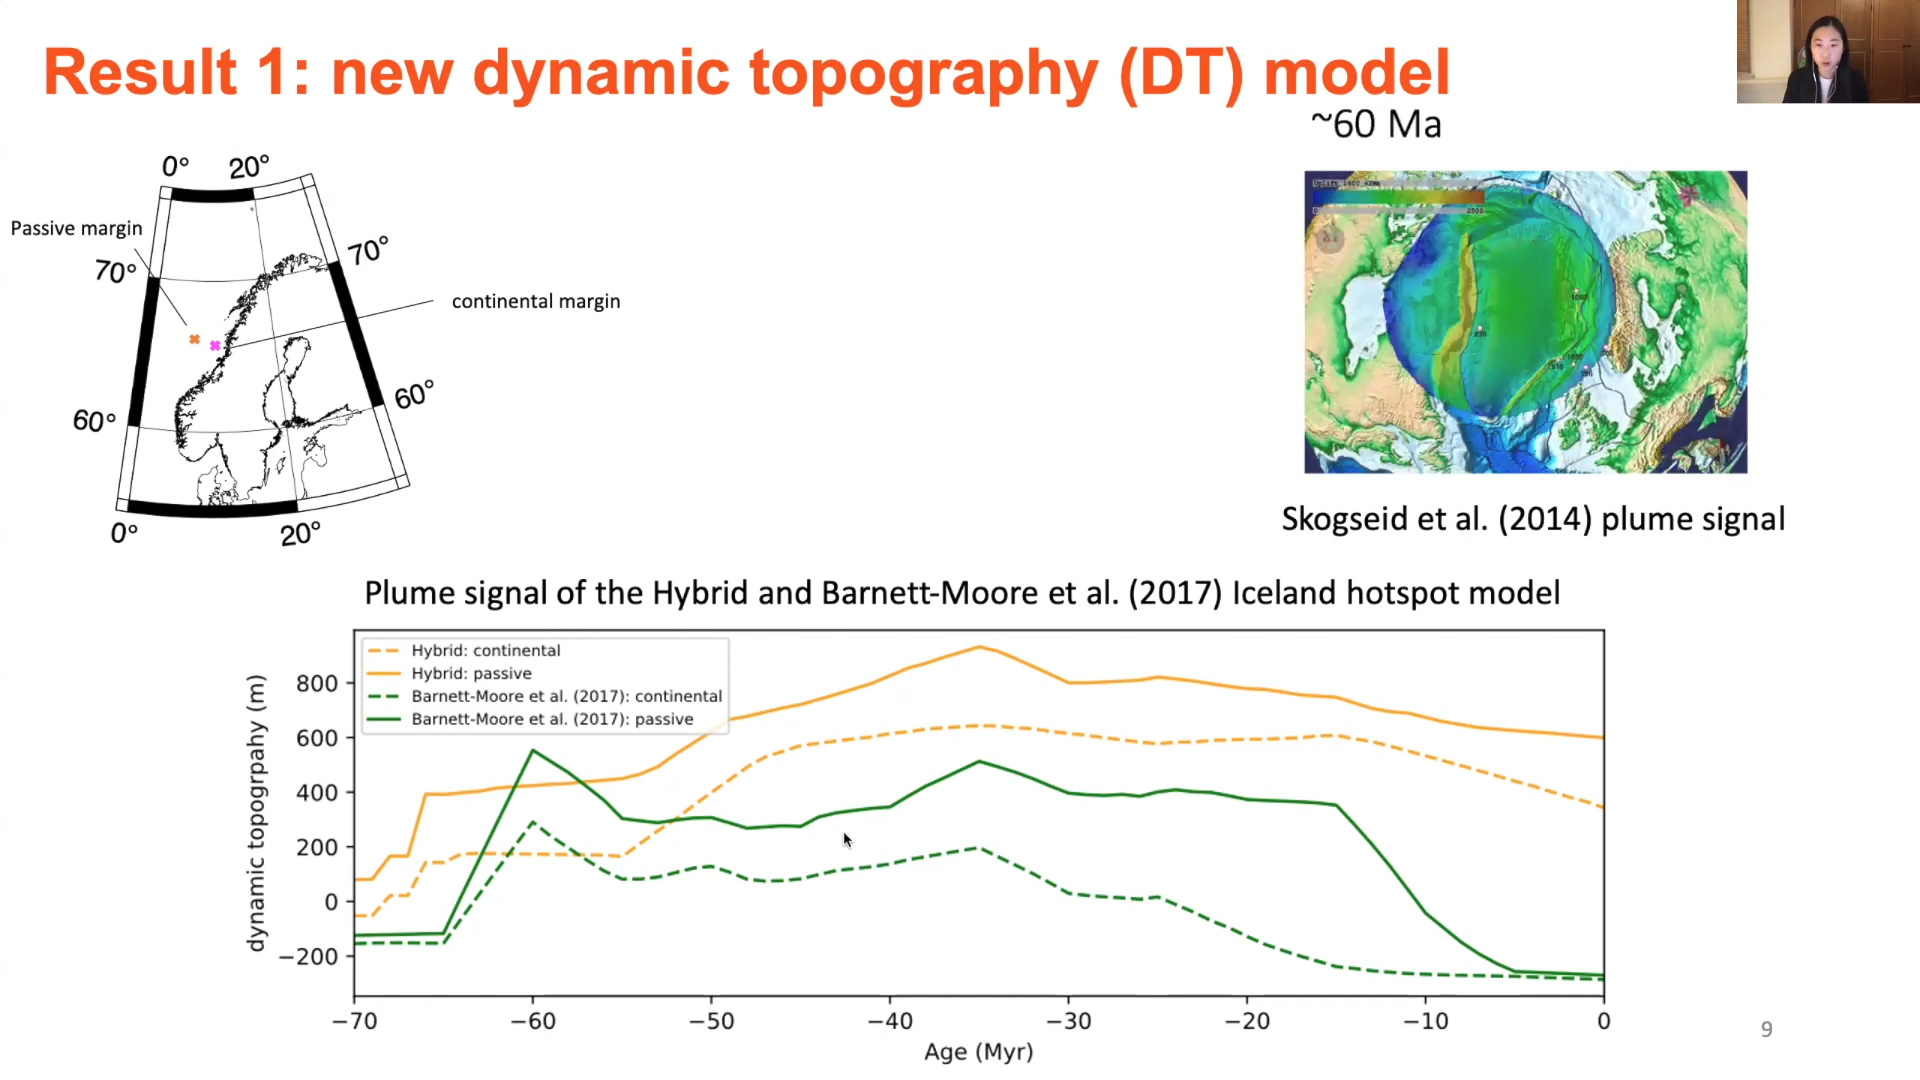 Result 1: new dynamic topography (DT) model
~60 Ma
0° 20°
Passive margin
70°
70°
continental margin
60°
60°
0°
20°
2300
Skogseid et al. (2014) plume signal
Plume signal of the Hybrid and Barnett-Moore et al. (2017) Iceland hotspot model
Hybrid: continental
Hybrid: passive
Barnett-Moore et al. (2017): continental
Barnett-Moore et al. (2017): passive
dynamic topogrpahy (m)
800
600
400
200
0
−200
−70 −60 −50 −40 −30 −20 −10 0
Age (Myr)
9